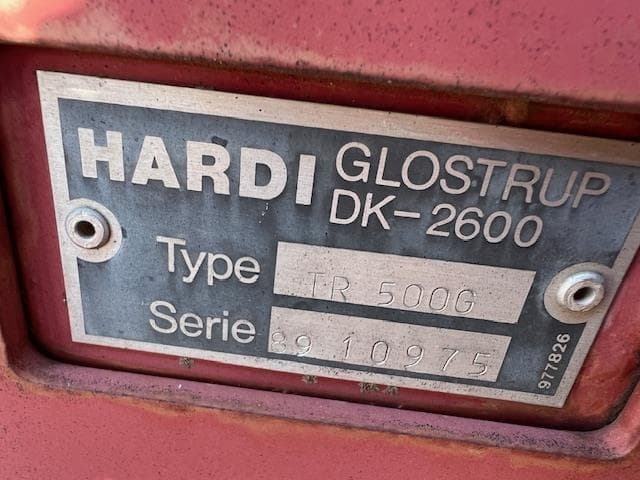 HARDI GLOSTRUP
DK-2600
Type TR 500G
Serie 89 10975
977826